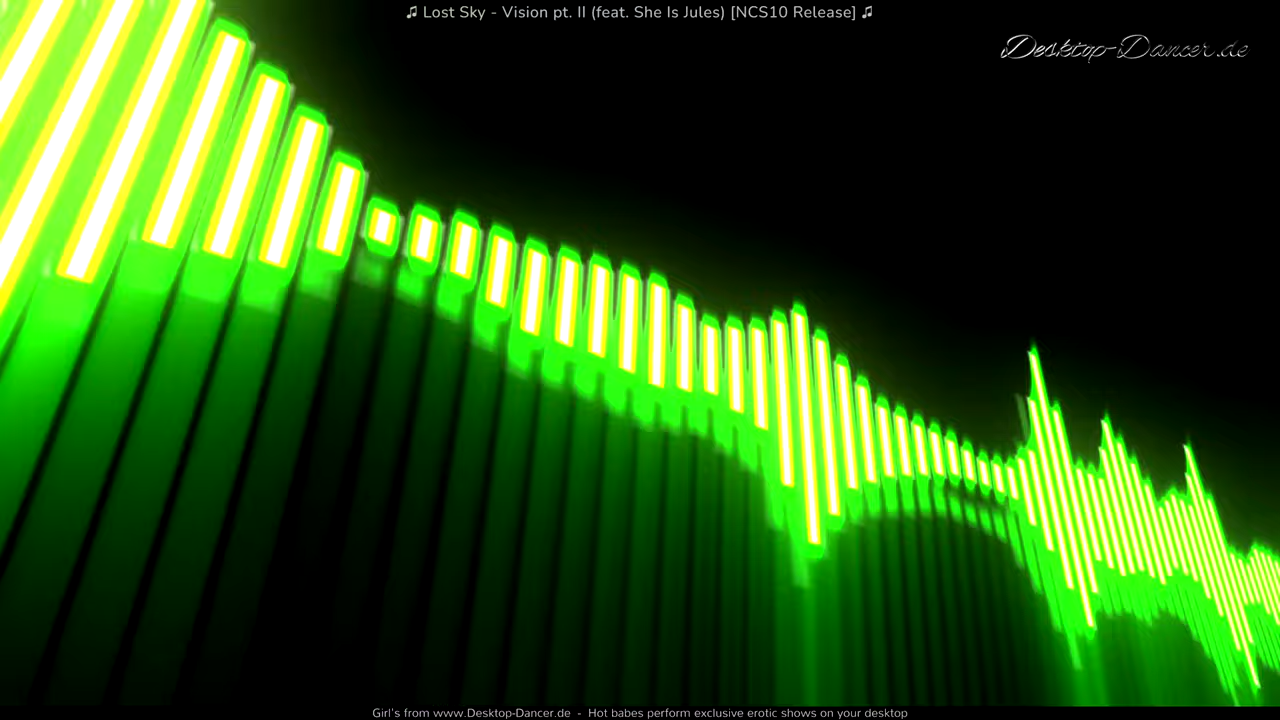 ♫ Lost Sky - Vision pt. II (feat. She Is Jules) [NCS10 Release] ♫
Desktop-Dancer.de
Girl's from www.Desktop-Dancer.de - Hot babes perform exclusive erotic shows on your desktop